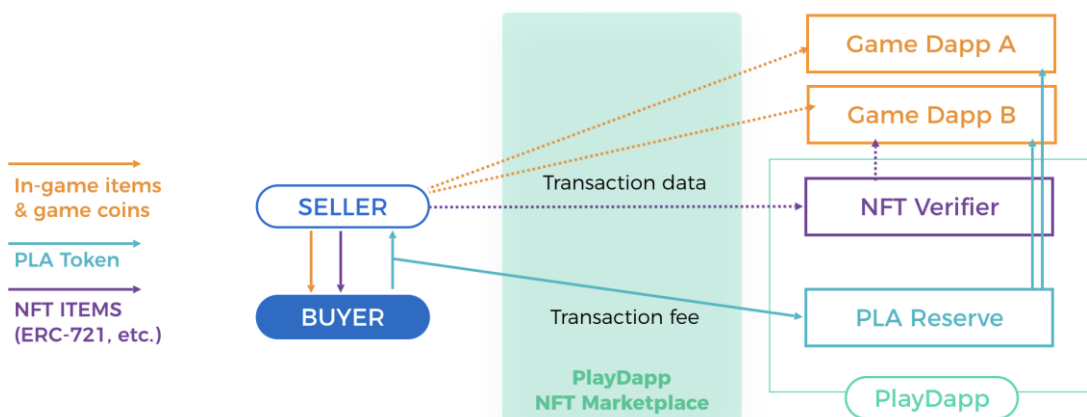 Game Dapp A
Game Dapp B
In-game items
& game coins
PLA Token
NFT ITEMS
(ERC-721, etc.)
SELLER
BUYER
Transaction data
Transaction fee
NFT Verifier
PLA Reserve
PlayDapp
NFT Marketplace
PlayDapp